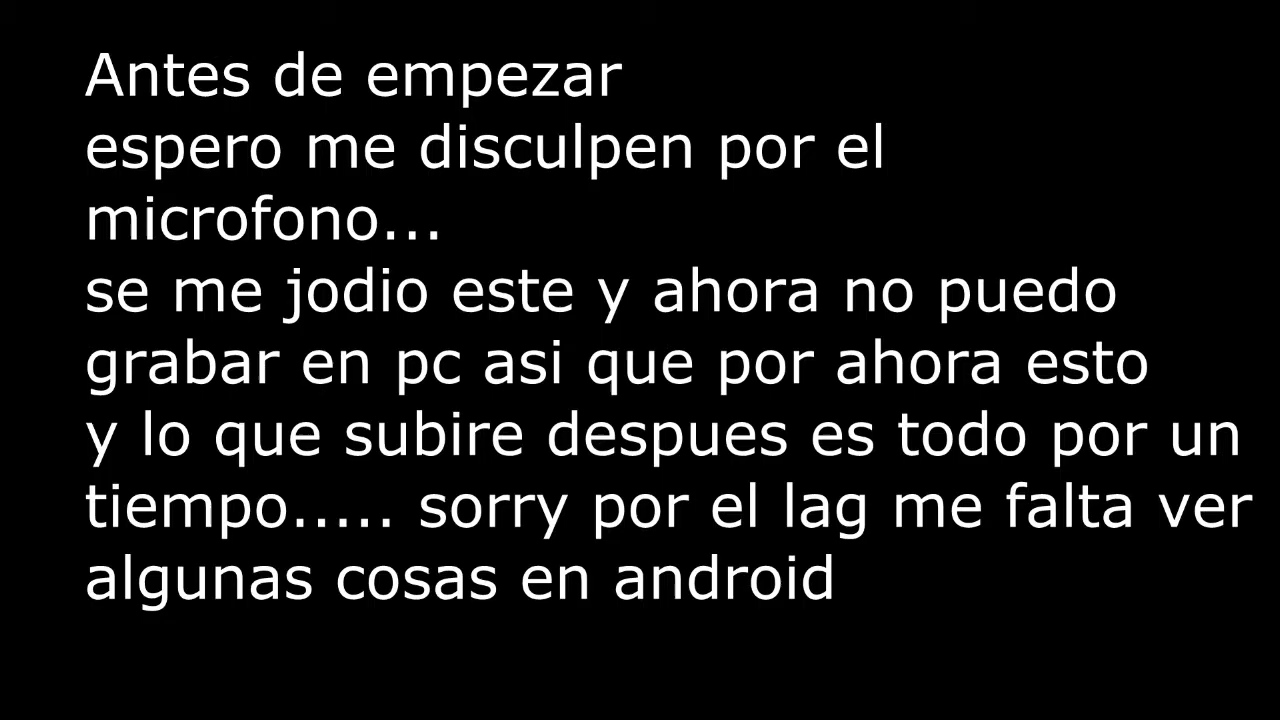 Antes de empezar
espero me disculpen por el
microfono...
se me jodio este y ahora no puedo
grabar en pc asi que por ahora esto
y lo que subire despues es todo por un
tiempo..... sorry por el lag me falta ver
algunas cosas en android